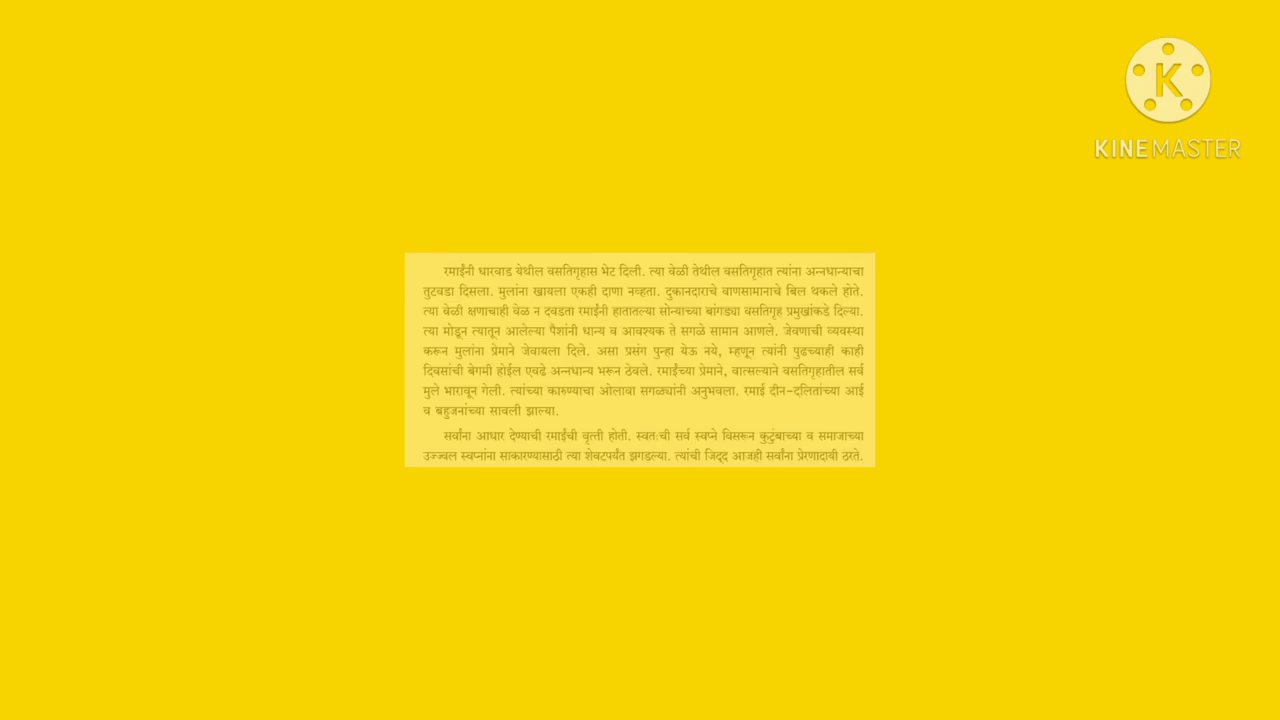 KINEMASTER
रमाईंनी धारवाड येथील वसतिगृहास भेट दिली. त्या वेळी तेथील वसतिगृहात त्यांना अन्नधान्याचा
तुटवडा दिसला. मुलांना खायला एकही दाणा नव्हता. दुकानदाराचे वाणसामानाचे बिल थकले होते.
त्या वेळी क्षणाचाही वेळ न दवडता रमाईंनी हातातल्या सोन्याच्या बांगड्या वसतिगृह प्रमुखांकडे दिल्या.
त्या मोडून त्यातून आलेल्या पैशांनी धान्य व आवश्यक ते सगळे सामान आणले. जेवणाची व्यवस्था
करून मुलांना प्रेमाने जेवायला दिले. असा प्रसंग पुन्हा येऊ नये, म्हणून त्यांनी पुढच्याही काही
दिवसांची बेगमी होईल एवढे अन्नधान्य भरून ठेवले. रमाईंच्या प्रेमाने, वात्सल्याने वसतिगृहातील सर्व
मुले भारावून गेली. त्यांच्या कारुण्याचा ओलावा सगळ्यांनी अनुभवला. रमाई दीन-दलितांच्या आई
व बहुजनांच्या सावली झाल्या.
सर्वांना आधार देण्याची रमाईंची वृत्ती होती. स्वतःची सर्व स्वप्ने विसरून कुटुंबाच्या व समाजाच्या
उज्ज्वल स्वप्नांना साकारण्यासाठी त्या शेवटपर्यंत झगडल्या. त्यांची जिद्द आजही सर्वांना प्रेरणादायी ठरते.